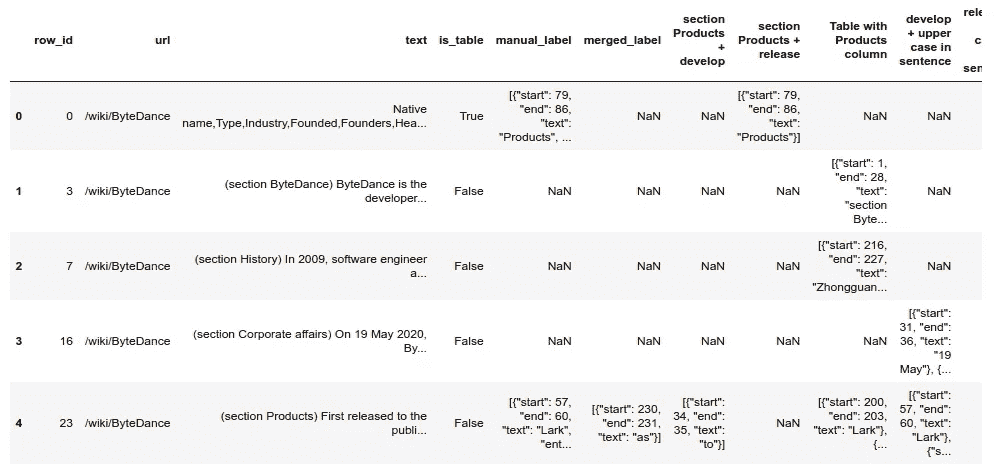 row_id url text is_table manual_label merged_label section Products + develop section Products + release Table with Products column develop + upper case in sentence
0 0 /wiki/ByteDance Native name,Type,Industry,Founded,Founders,Hea... True [{"start": 79, "end": 86, "text": "Products", ... NaN NaN [{"start": 79, "end": 86, "text": "Products"}] NaN NaN
1 3 /wiki/ByteDance (section ByteDance) ByteDance is the developer... False NaN NaN NaN NaN [{"start": 1, "end": 28, "text": "section Byte... NaN
2 7 /wiki/ByteDance (section History) In 2009, software engineer a... False NaN NaN NaN NaN [{"start": 216, "end": 227, "text": "Zhongguan... NaN
3 16 /wiki/ByteDance (section Corporate affairs) On 19 May 2020, By... False NaN NaN NaN NaN NaN [{"start": 31, "end": 36, "text": "19 May"}, {...
4 23 /wiki/ByteDance (section Products) First released to the publi... False [{"start": 57, "end": 60, "text": "Lark", "ent... [{"start": 230, "end": 231, "text": "as"}] [{"start": 34, "end": 35, "text": "to"}] NaN [{"start": 200, "end": 203, "text": "Lark"}, {... [{"start": 57, "end": 60, "text": "Lark"}, {"s...